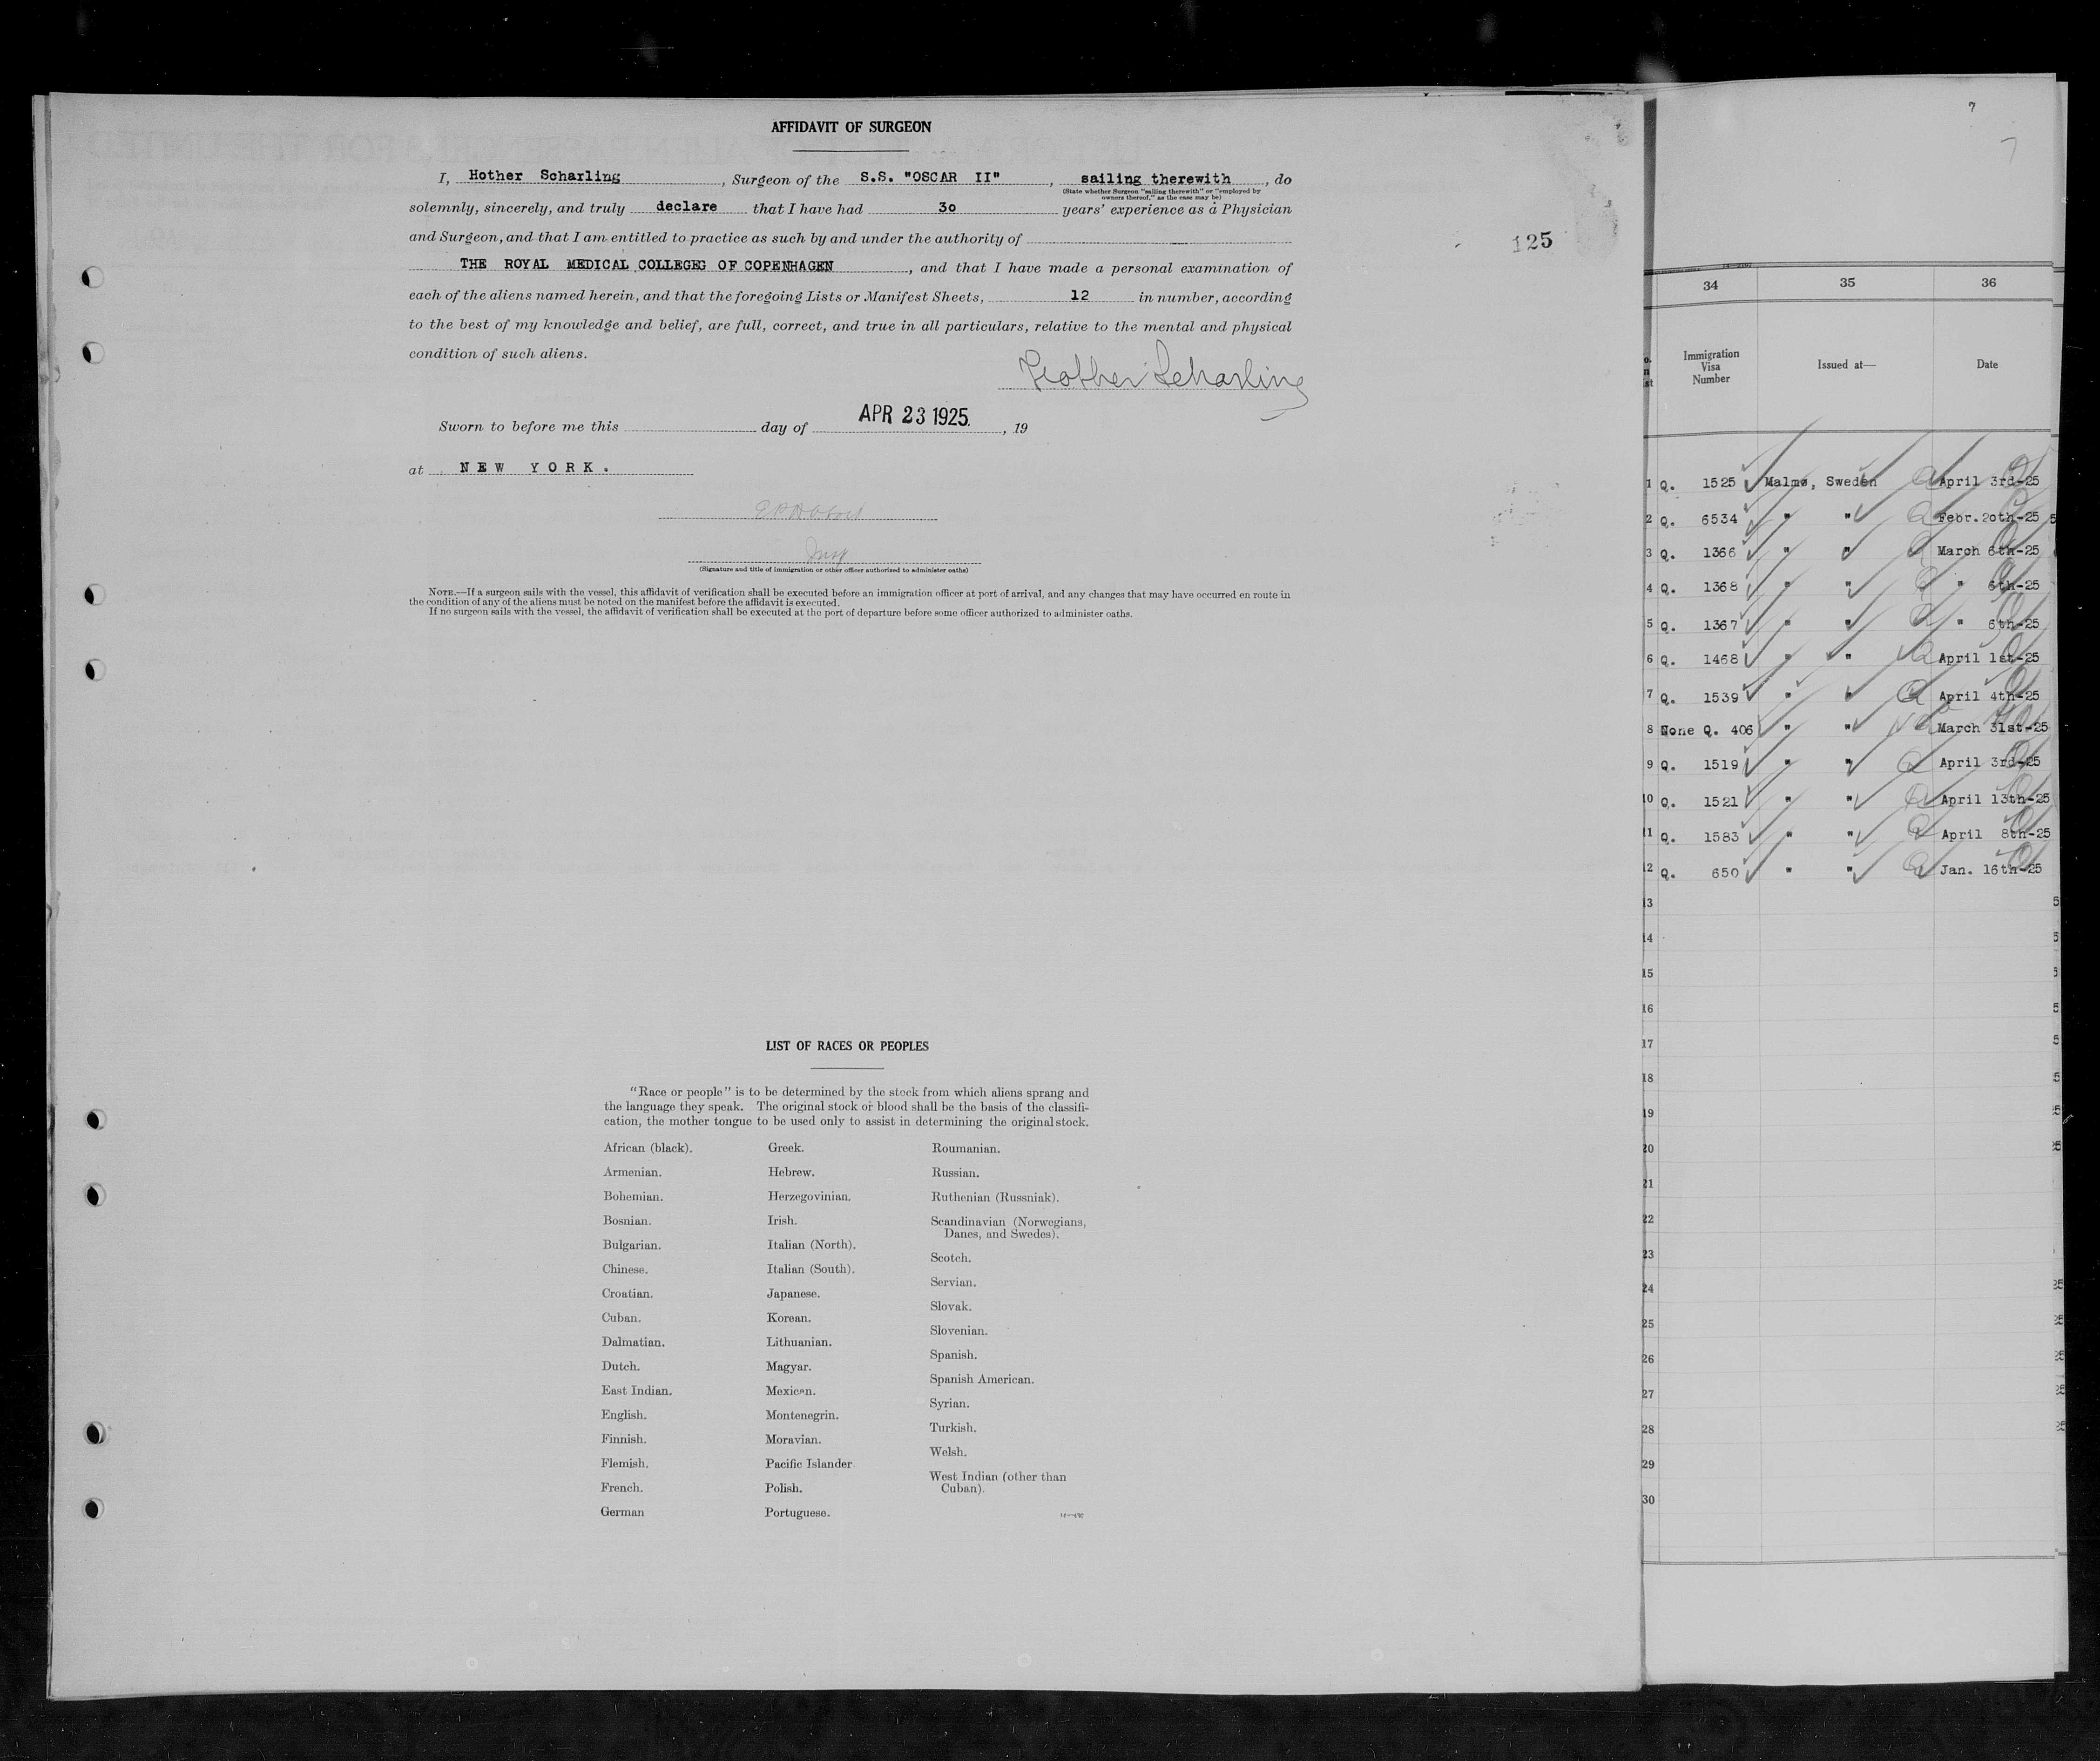 AFFIDAVIT OF SURGEON
I, Hother Scharling, Surgeon of the S.S. "OSCAR II", sailing therewith, do
(State whether Surgeon "sailing therewith" or "employed by
owners thereof," as the case may be)
solemnly, sincerely, and truly declare that I have had 30 years' experience as a Physician
and Surgeon, and that I am entitled to practice as such by and under the authority of
THE ROYAL MEDICAL COLLEGEG OF COPENHAGEN, and that I have made a personal examination of
each of the aliens named herein, and that the foregoing Lists or Manifest Sheets, 12 in number, according
to the best of my knowledge and belief, are full, correct, and true in all particulars, relative to the mental and physical
condition of such aliens.
Hother Scharling
Sworn to before me this day of APR 23 1925., 19
at NEW YORK.
Insp
(Signature and title of immigration or other officer authorized to administer oaths)
NOTE.—If a surgeon sails with the vessel, this affidavit of verification shall be executed before an immigration officer at port of arrival, and any changes that may have occurred en route in
the condition of any of the aliens must be noted on the manifest before the affidavit is executed.
If no surgeon sails with the vessel, the affidavit of verification shall be executed at the port of departure before some officer authorized to administer oaths.
125
LIST OF RACES OR PEOPLES
"Race or people" is to be determined by the stock from which aliens sprang and
the language they speak. The original stock or blood shall be the basis of the classifi-
cation, the mother tongue to be used only to assist in determining the original stock.
African (black).
Armenian.
Bohemian.
Bosnian.
Bulgarian.
Chinese.
Croatian.
Cuban.
Dalmatian.
Dutch.
East Indian.
English.
Finnish.
Flemish.
French.
German
Greek.
Hebrew.
Herzegovinian.
Irish.
Italian (North).
Italian (South).
Japanese.
Korean.
Lithuanian.
Magyar.
Mexican.
Montenegrin.
Moravian.
Pacific Islander
Polish.
Portuguese.
Roumanian.
Russian.
Ruthenian (Russniak).
Scandinavian (Norwegians,
Danes, and Swedes).
Scotch.
Servian.
Slovak.
Slovenian.
Spanish.
Spanish American.
Syrian.
Turkish.
Welsh.
West Indian (other than
Cuban).
7
7
34 35 36
Immigration
Visa
Number
Issued at—
Date
1 Q. 1525 Malmø, Sweden April 3rd-25
2 Q. 6534 " " Febr. 20th-25
3 Q. 1366 " " March 6th-25
4 Q. 1368 " " " 6th-25
5 Q. 1367 " " " 6th-25
6 Q. 1468 " " April 1st-25
7 Q. 1539 " " April 4th-25
8 None Q. 406 " " March 31st-25
9 Q. 1519 " " April 3rd-25
10 Q. 1521 " " April 13th-25
11 Q. 1583 " " April 8th-25
12 Q. 650 " " Jan. 16th-25
13
14
15
16
17
18
19
20
21
22
23
24
25
26
27
28
29
30